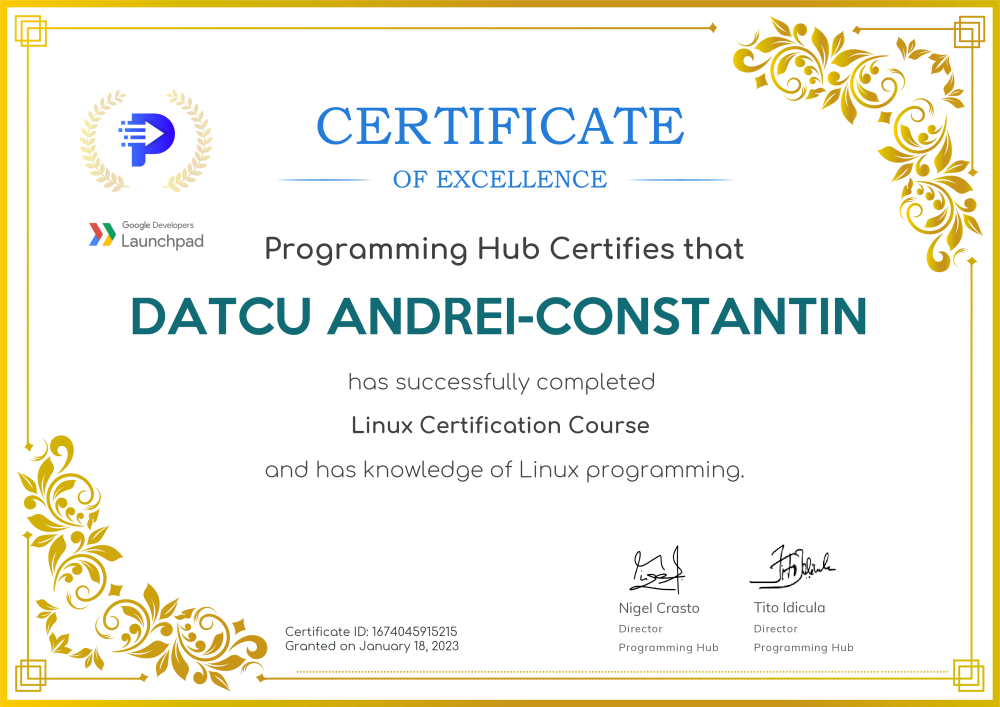 CERTIFICATE
OF EXCELLENCE
Google Developers
Launchpad
Programming Hub Certifies that
DATCU ANDREI-CONSTANTIN
has successfully completed
Linux Certification Course
and has knowledge of Linux programming.
Nigel Crasto
Director
Programming Hub
Tito Idicula
Director
Programming Hub
Certificate ID: 1674045915215
Granted on January 18, 2023